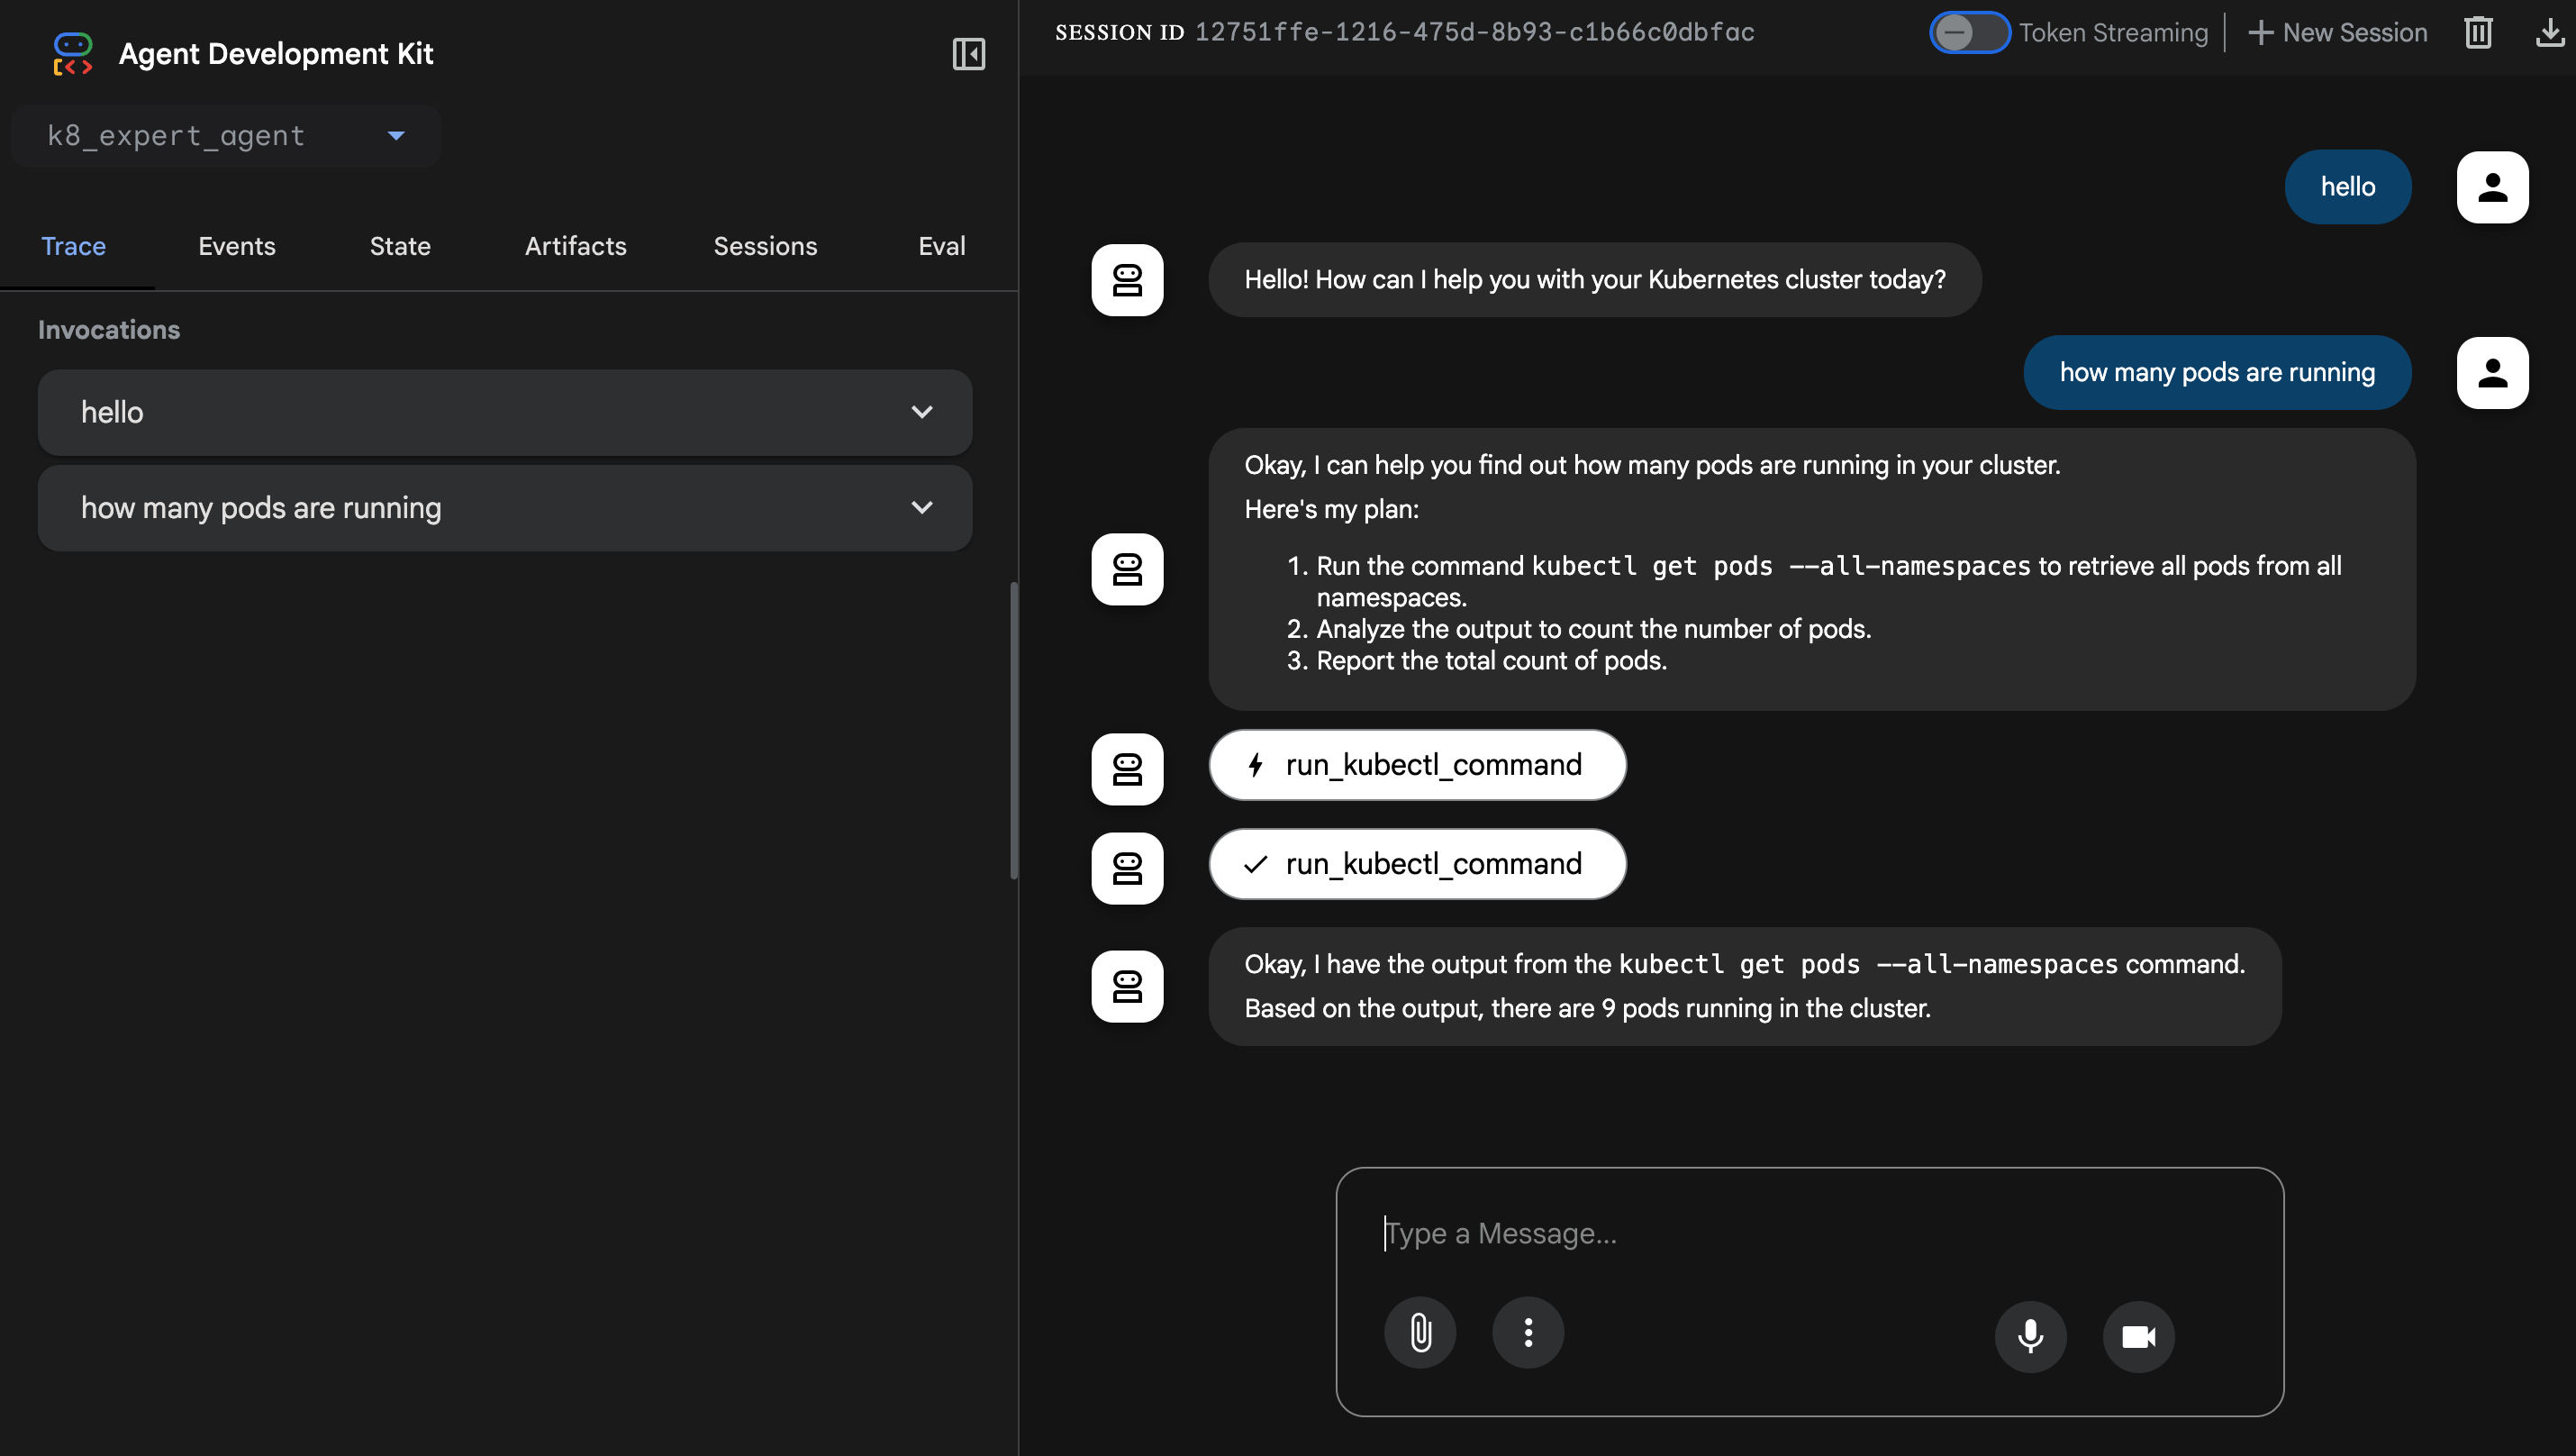 Agent Development Kit
k8_expert_agent
Trace Events State Artifacts Sessions Eval
Invocations
hello
how many pods are running
SESSION ID 12751ffe-1216-475d-8b93-c1b66c0dbfac
Token Streaming
New Session
hello
Hello! How can I help you with your Kubernetes cluster today?
how many pods are running
Okay, I can help you find out how many pods are running in your cluster.
Here's my plan:
1. Run the command kubectl get pods --all-namespaces to retrieve all pods from all
namespaces.
2. Analyze the output to count the number of pods.
3. Report the total count of pods.
run_kubectl_command
run_kubectl_command
Okay, I have the output from the kubectl get pods --all-namespaces command.
Based on the output, there are 9 pods running in the cluster.
Type a Message...